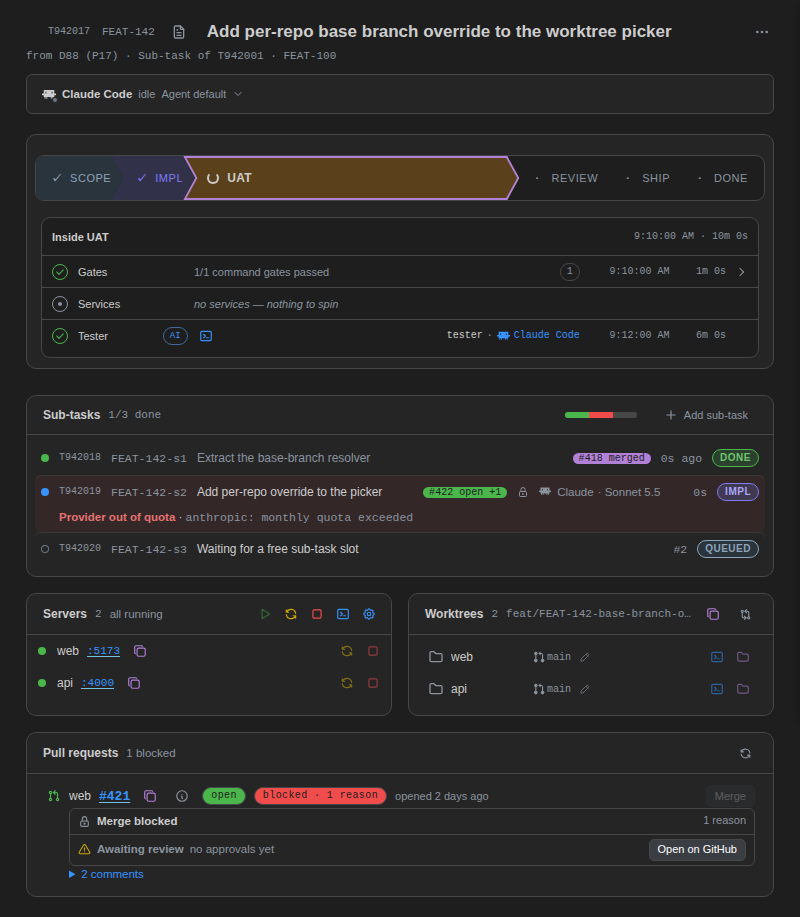 T942017 FEAT-142 Add per-repo base branch override to the worktree picker
from D88 (P17) · Sub-task of T942001 · FEAT-100
Claude Code idle Agent default
SCOPE IMPL UAT REVIEW SHIP DONE
Inside UAT 9:10:00 AM · 10m 0s
Gates 1/1 command gates passed 1 9:10:00 AM 1m 0s
Services no services — nothing to spin
Tester AI tester · Claude Code 9:12:00 AM 6m 0s
Sub-tasks 1/3 done Add sub-task
T942018 FEAT-142-s1 Extract the base-branch resolver #418 merged 0s ago DONE
T942019 FEAT-142-s2 Add per-repo override to the picker #422 open +1 Claude · Sonnet 5.5 0s IMPL
Provider out of quota · anthropic: monthly quota exceeded
T942020 FEAT-142-s3 Waiting for a free sub-task slot #2 QUEUED
Servers 2 all running
web :5173
api :4000
Worktrees 2 feat/FEAT-142-base-branch-o…
web main
api main
Pull requests 1 blocked
web #421 open blocked · 1 reason opened 2 days ago Merge
Merge blocked 1 reason
Awaiting review no approvals yet Open on GitHub
2 comments